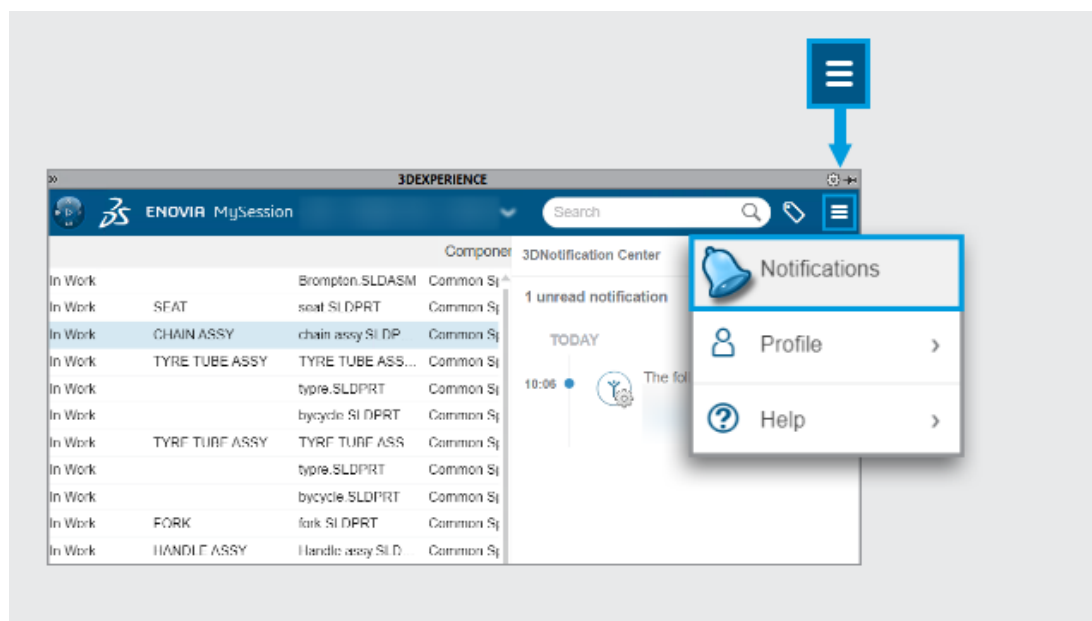 3DEXPERIENCE
ENOVIA MySession
Search
Componen
In Work Brompton.SLDASM Common Sp
In Work SEAT seat.SLDPRT Common Sp
In Work CHAIN ASSY chain assy.SLDP Common Sp
In Work TYRE TUBE ASSY TYRE TUBE ASS... Common Sp
In Work typre.SLDPRT Common Sp
In Work bycycle.SLDPRT Common Sp
In Work TYRE TUBE ASSY TYRE TUBE ASS Common Sp
In Work typre.SLDPRT Common Sp
In Work bycycle.SLDPRT Common Sp
In Work FORK fork.SLDPRT Common Sp
In Work HANDLE ASSY Handle assy.SLD... Common Sp
3DNotification Center
1 unread notification
TODAY
10:06 The fol
Notifications
Profile
Help